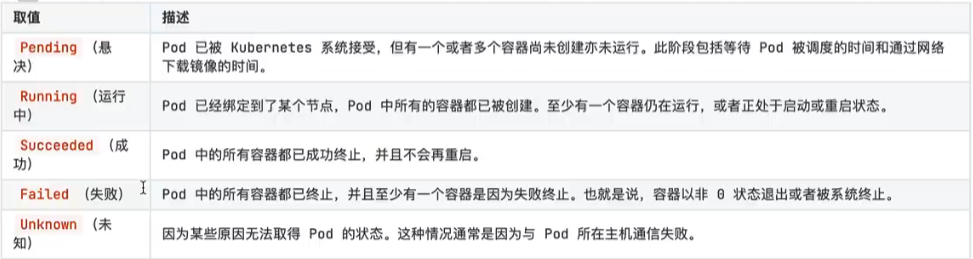 取值 描述
Pending （悬 Pod 已被 Kubernetes 系统接受，但有一个或者多个容器尚未创建亦未运行。此阶段包括等待 Pod 被调度的时间和通过网络
决） 下载镜像的时间。
Running （运行
中） Pod 已经绑定到了某个节点，Pod 中所有的容器都已被创建。至少有一个容器仍在运行，或者正处于启动或重启状态。
Succeeded （成
功） Pod 中的所有容器都已成功终止，并且不会再重启。
Failed （失败） Pod 中的所有容器都已终止，并且至少有一个容器是因为失败终止。也就是说，容器以非 0 状态退出或者被系统终止。
Unknown （未
知） 因为某些原因无法取得 Pod 的状态。这种情况通常是因为与 Pod 所在主机通信失败。